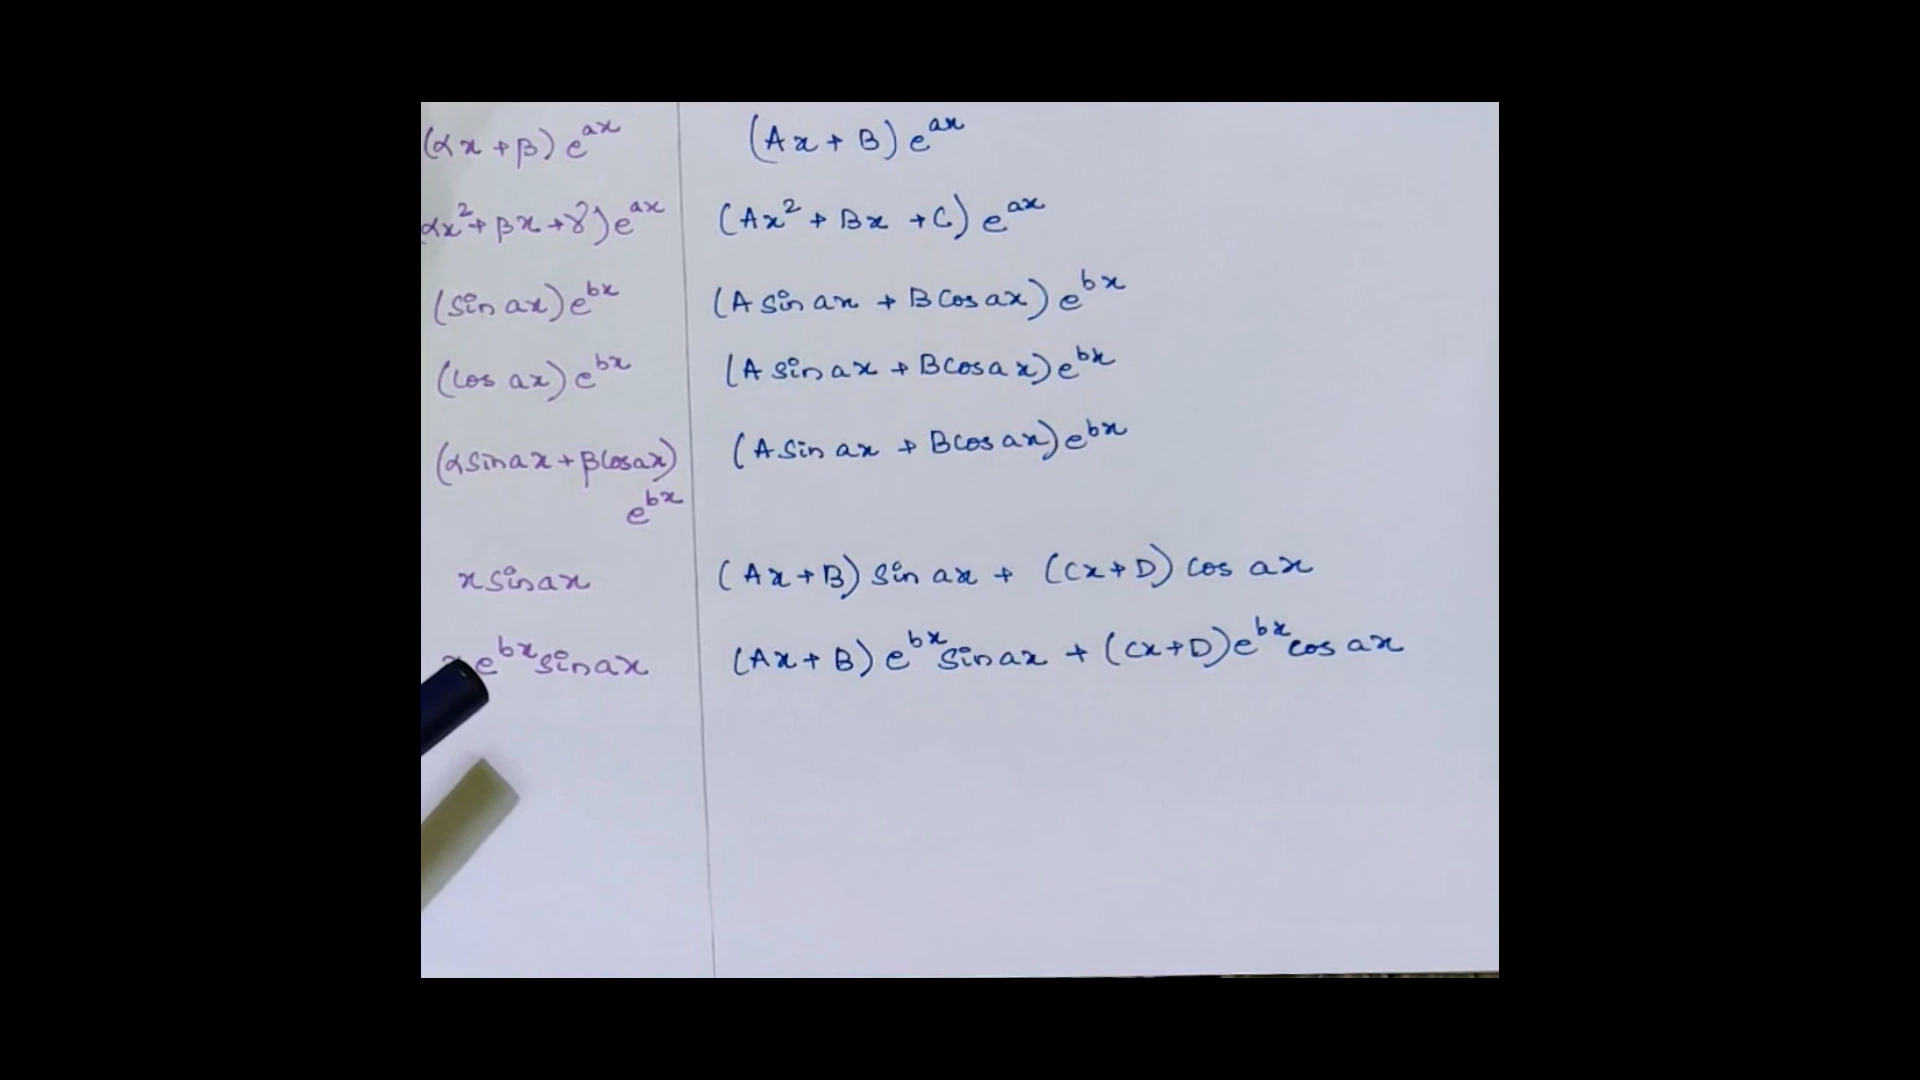 (αx + β) e^ax (Ax + B) e^ax
αx² + βx + γ) e^ax (Ax² + Bx + C) e^ax
(sin ax) e^bx (A sin ax + B cos ax) e^bx
(cos ax) e^bx (A sin ax + B cos ax) e^bx
(α sin ax + β cos ax) (A sin ax + B cos ax) e^bx
e^bx
x sin ax (Ax + B) sin ax + (Cx + D) cos ax
e^bx sin ax (Ax + B) e^bx sin ax + (Cx + D) e^bx cos ax